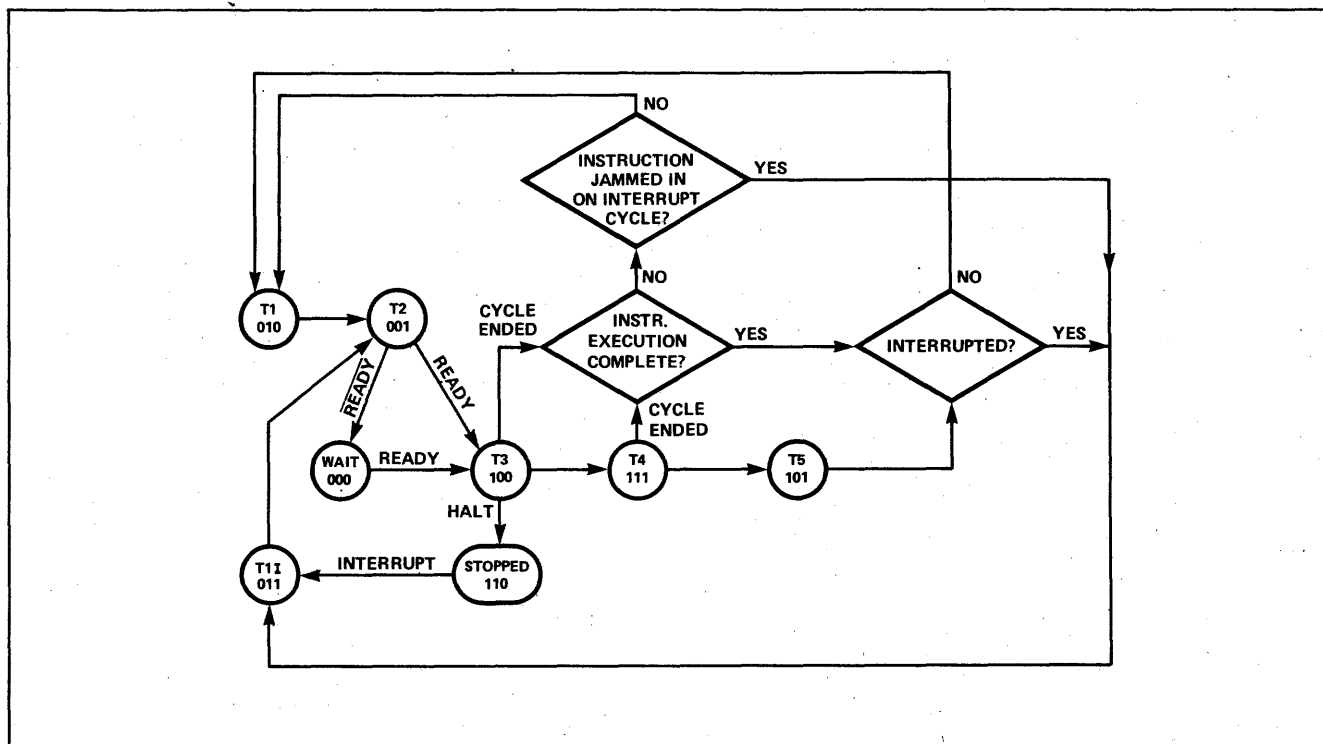 NO
INSTRUCTION
JAMMED IN
ON INTERRUPT
CYCLE?
YES
NO
NO
T1
010
T2
001
CYCLE
ENDED
INSTR.
EXECUTION
COMPLETE?
YES
INTERRUPTED?
YES
READY
READY
CYCLE
ENDED
WAIT
000
READY
T3
100
T4
111
T5
101
HALT
T1I
011
INTERRUPT
STOPPED
110